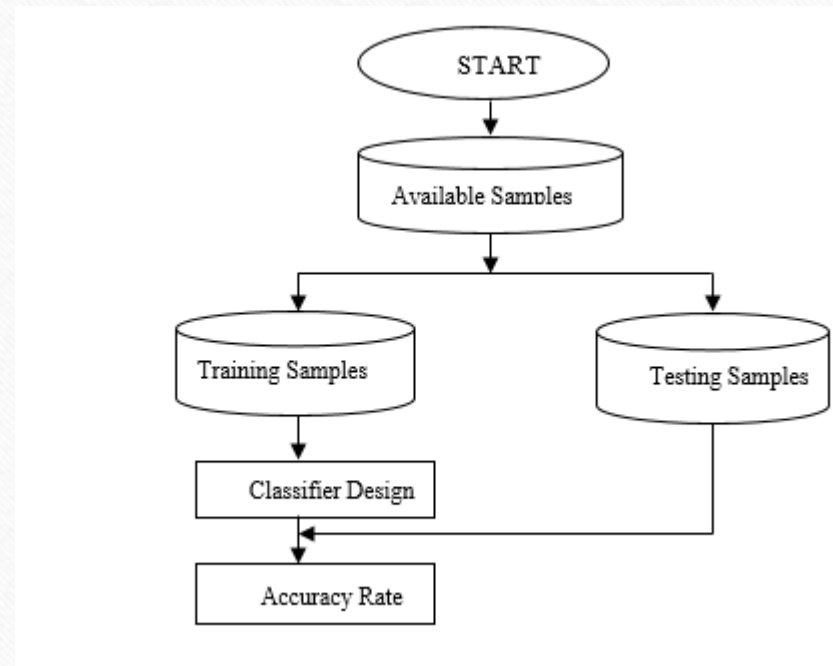 START
Available Samples
Training Samples
Testing Samples
Classifier Design
Accuracy Rate